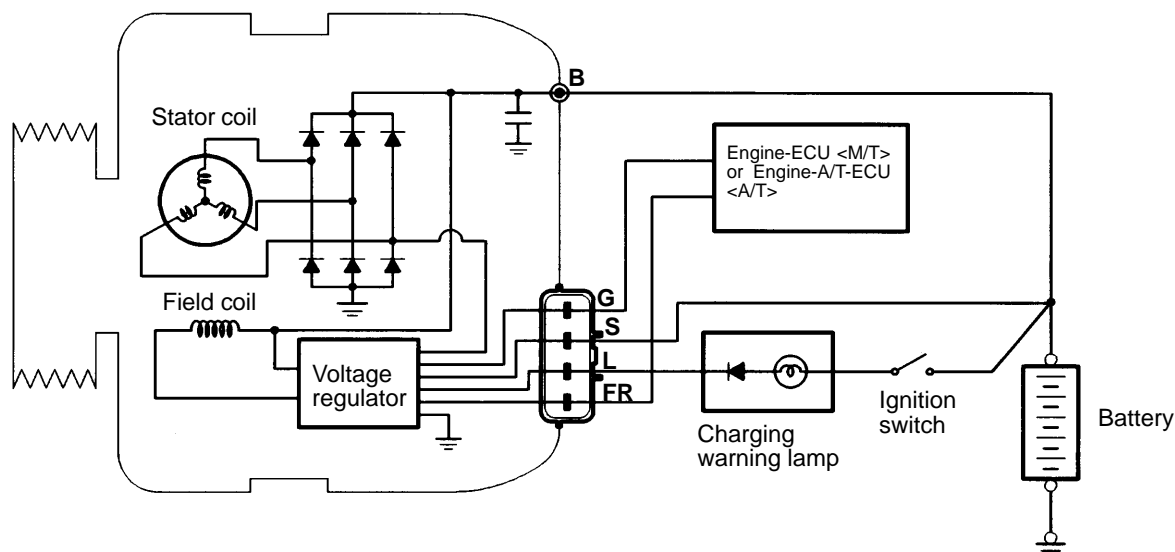 B
Stator coil
Engine-ECU <M/T>
or Engine-A/T-ECU
<A/T>
Field coil
G
S
L
FR
Voltage
regulator
Ignition
switch
Charging
warning lamp
Battery